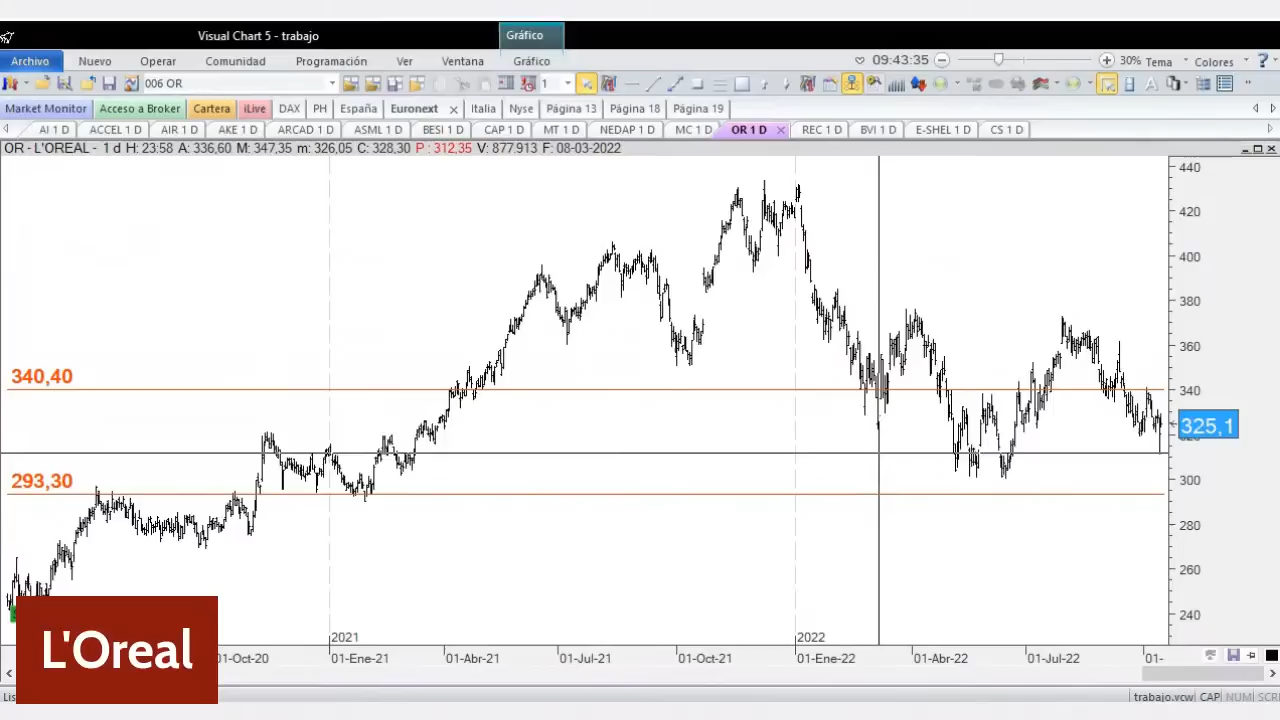 Visual Chart 5 - trabajo
Gráfico
Archivo Nuevo Operar Comunidad Programación Ver Ventana Gráfico 09:43:35 30% Tema Colores ?
006 OR 1
Market Monitor Acceso a Broker Cartera iLive DAX PH España Euronext Italia Nyse Página 13 Página 18 Página 19
AI 1 D ACCEL 1 D AIR 1 D AKE 1 D ARCAD 1 D ASML 1 D BESI 1 D CAP 1 D MT 1 D NEDAP 1 D MC 1 D OR 1 D REC 1 D BVI 1 D E-SHEL 1 D CS 1 D
OR - L'OREAL - 1 d H: 23:58 A: 336,60 M: 347,35 m: 326,05 C: 328,30 P : 312,35 V: 877.913 F: 08-03-2022
440
420
400
380
360
340,40
340
325,1
293,30
300
280
260
240
2021 2022
01-Oct-20 01-Ene-21 01-Abr-21 01-Jul-21 01-Oct-21 01-Ene-22 01-Abr-22 01-Jul-22 01-
L'Oreal
Lis
trabajo.vcw CAP NUM SCR